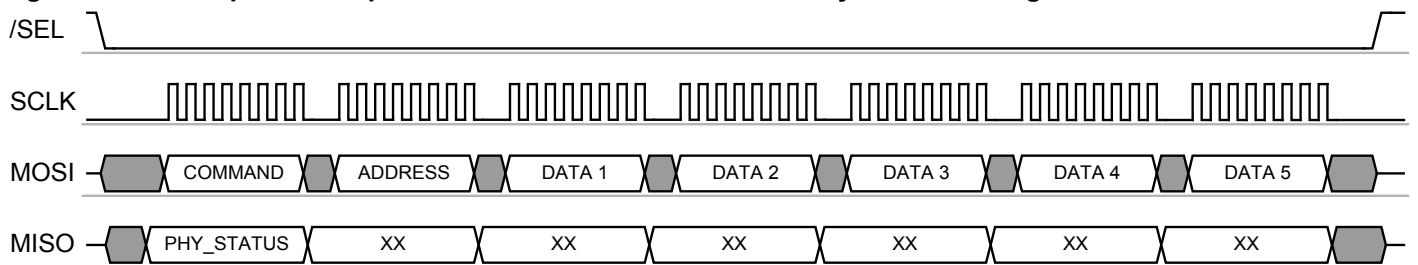 /SEL
SCLK
MOSI COMMAND ADDRESS DATA 1 DATA 2 DATA 3 DATA 4 DATA 5
MISO PHY_STATUS XX XX XX XX XX XX